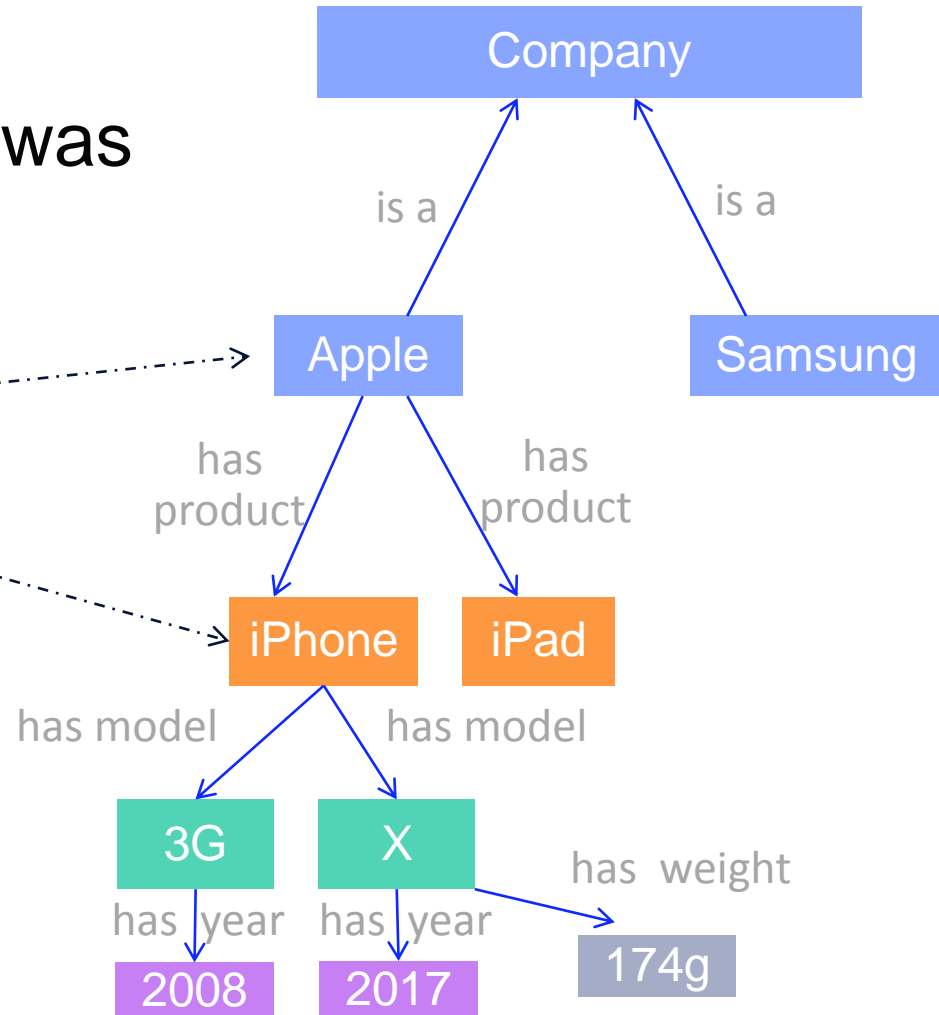 Company
was
is a
is a
Apple
Samsung
has
product
has
product
iPhone
iPad
has model
has model
3G
X
has weight
has year
has year
174g
2008
2017